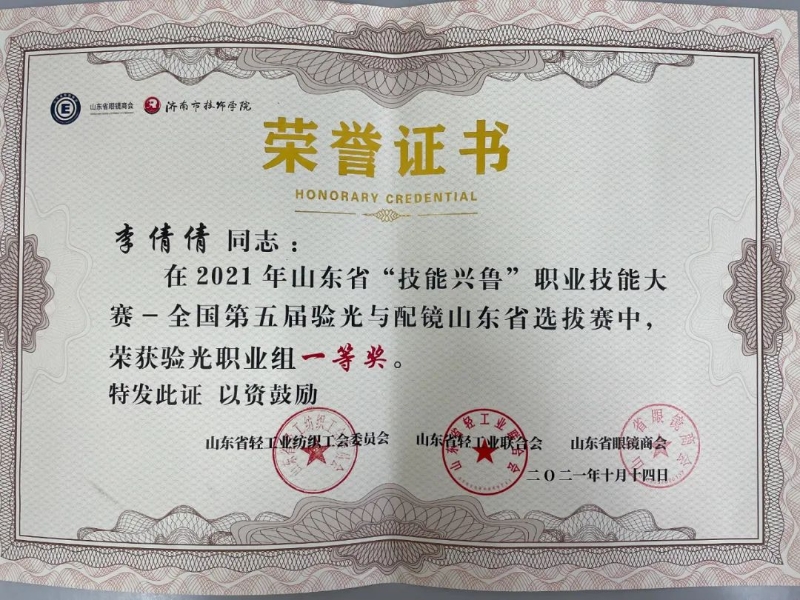 山东省眼镜商会 济南市技师学院
荣誉证书
HONORARY CREDENTIAL
李倩倩 同志：
在 2021 年山东省“技能兴鲁”职业技能大
赛－全国第五届验光与配镜山东省选拔赛中，
荣获验光职业组一等奖。
特发此证 以资鼓励
山东省轻工业纺织工会委员会 山东省轻工业联合会 山东省眼镜商会
二〇二一年十月十四日